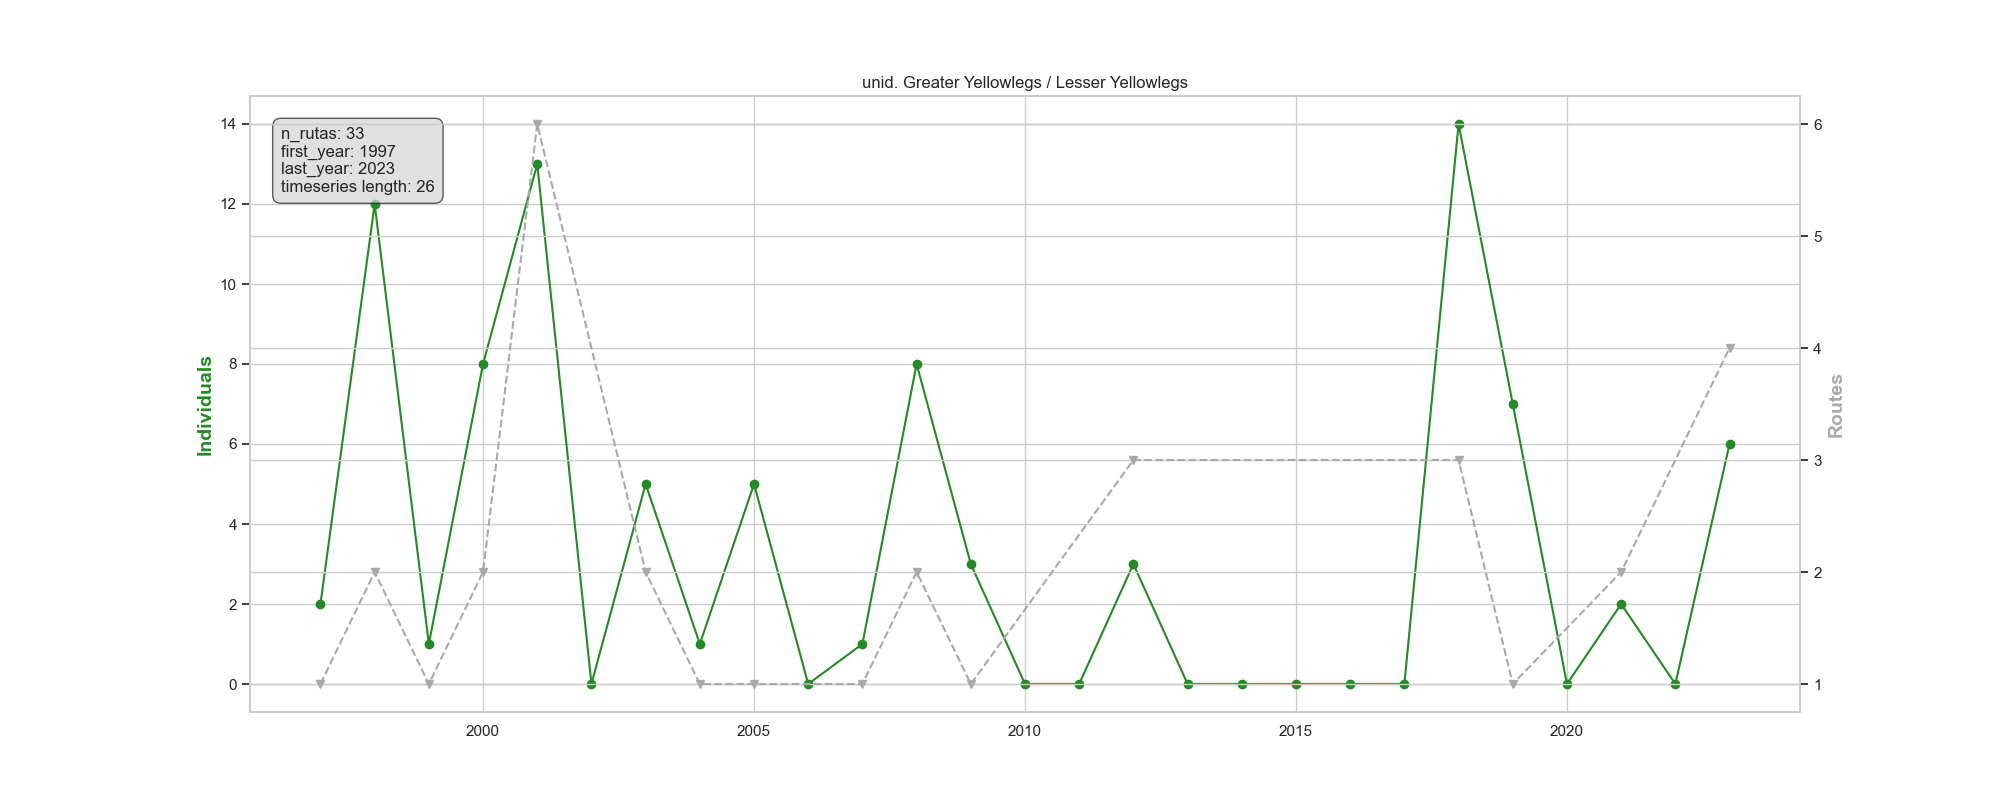 unid. Greater Yellowlegs / Lesser Yellowlegs
n_rutas: 33
first_year: 1997
last_year: 2023
timeseries length: 26
14
12
10
8
6
4
2
0
Individuals
6
5
4
3
2
1
Routes
2000
2005
2010
2015
2020